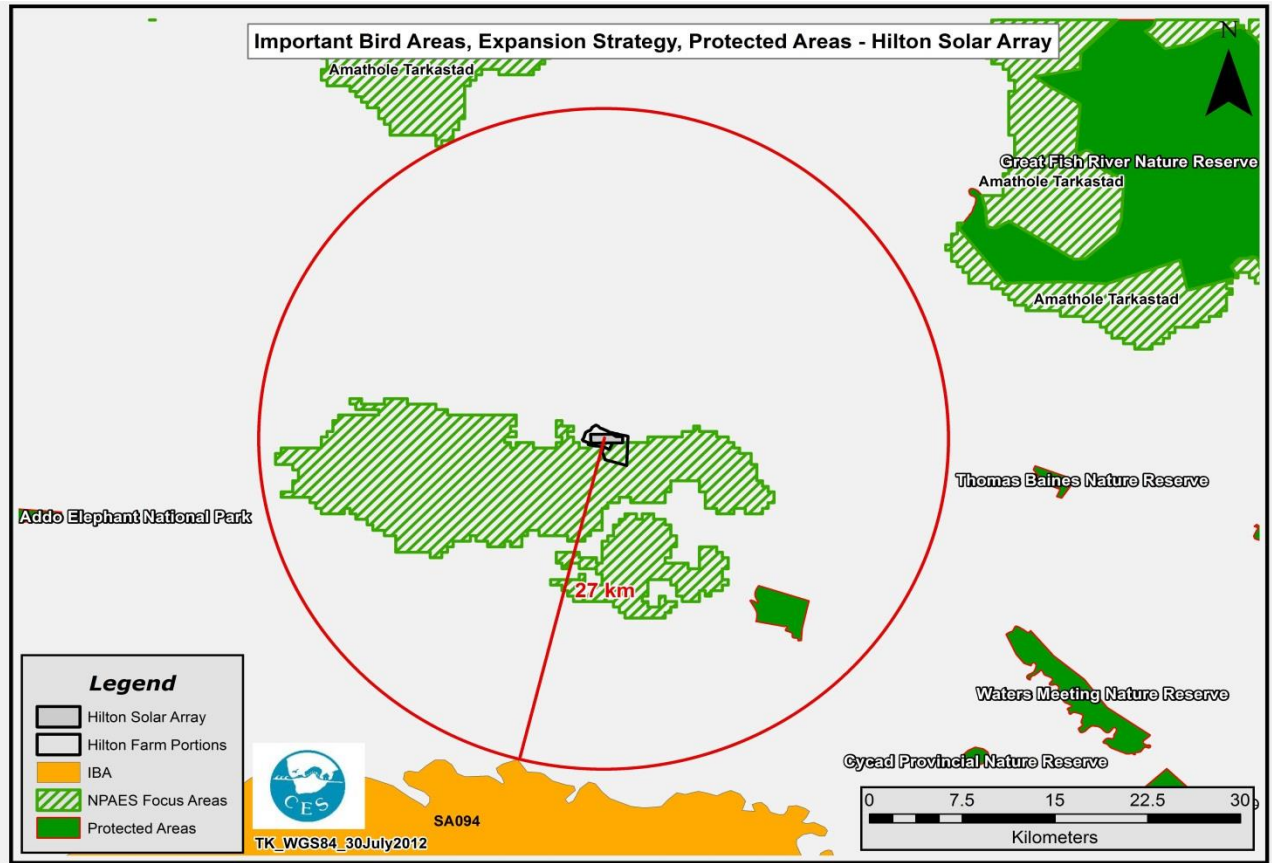 Important Bird Areas, Expansion Strategy, Protected Areas - Hilton Solar Array
N
Amathole Tarkastad
Great Fish River Nature Reserve
Amathole Tarkastad
Amathole Tarkastad
Thomas Baines Nature Reserve
Addo Elephant National Park
27 km
Waters Meeting Nature Reserve
Cycad Provincial Nature Reserve
SA094
Legend
Hilton Solar Array
Hilton Farm Portions
IBA
NPAES Focus Areas
Protected Areas
CES
TK_WGS84_30July2012
0 7.5 15 22.5 30
Kilometers